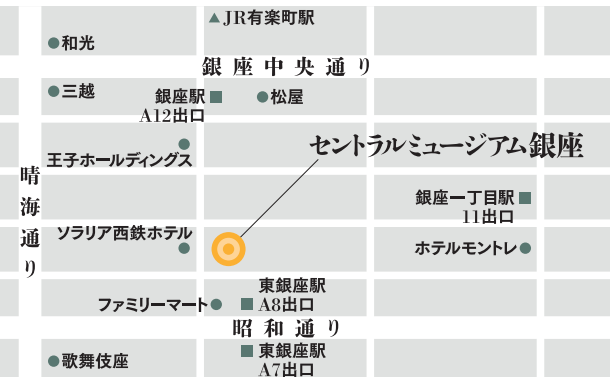 ▲JR有楽町駅
●和光
銀座中央通り
●三越
銀座駅■
A12出口
●松屋
セントラルミュージアム銀座
王子ホールディングス
晴海通り
銀座一丁目駅■
11出口
ソラリア西鉄ホテル
ホテルモントレ●
ファミリーマート●
東銀座駅
■A8出口
昭和通り
■東銀座駅
A7出口
●歌舞伎座